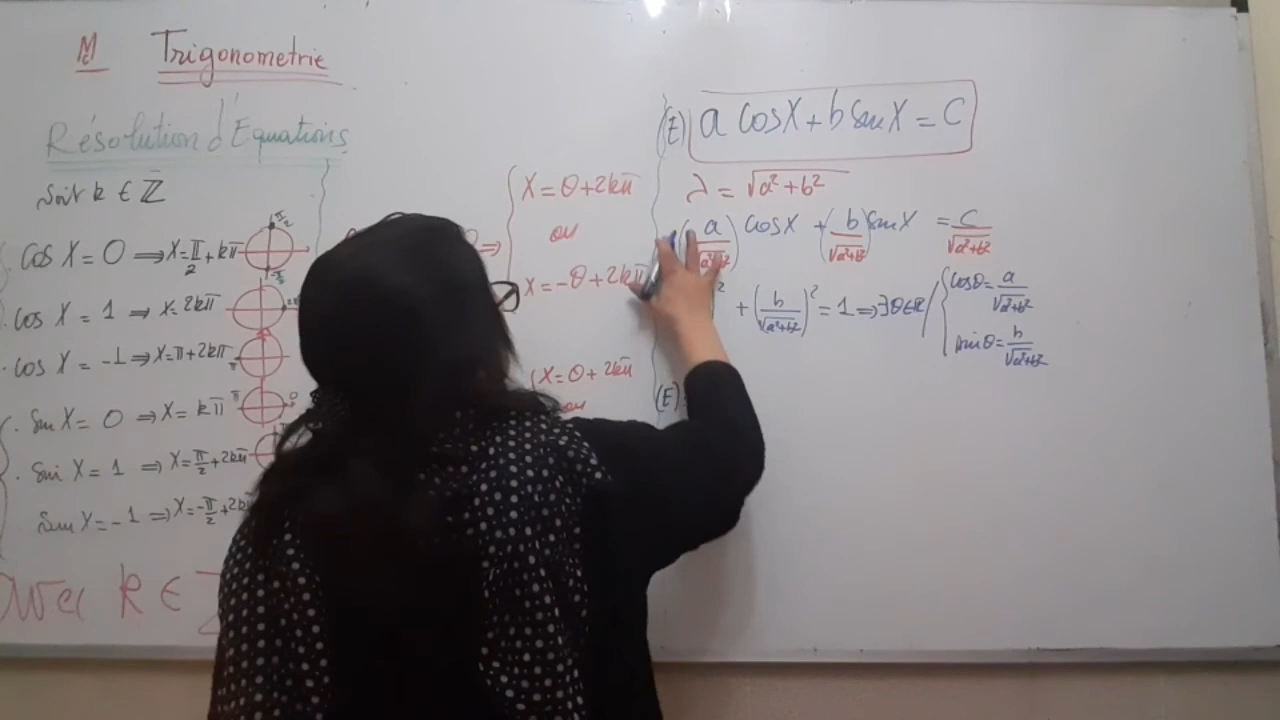 Mc Trigonometrie
Résolution d'Equations
Soit k ∈ ℤ
cos X = 0 ⟹ X = π/2 + kπ
cos X = 1 ⟹ X = 2kπ
cos X = -1 ⟹ X = π + 2kπ
Sin X = 0 ⟹ X = kπ
Sin X = 1 ⟹ X = π/2 + 2kπ
Sin X = -1 ⟹ X = -π/2 + 2kπ
avec k ∈
⟹ { X = θ + 2kπ
ou
X = -θ + 2kπ
{ X = θ + 2kπ
ou
(E) a cos X + b sin X = C
λ = √(a² + b²)
(a/√(a²+b²)) cos X + (b/√(a²+b²)) sin X = C/√(a²+b²)
² + (b/√(a²+b²))² = 1 ⟹ ∃θ∈ℝ / { cosθ = a/√(a²+b²)
sinθ = b/√(a²+b²)
(E)